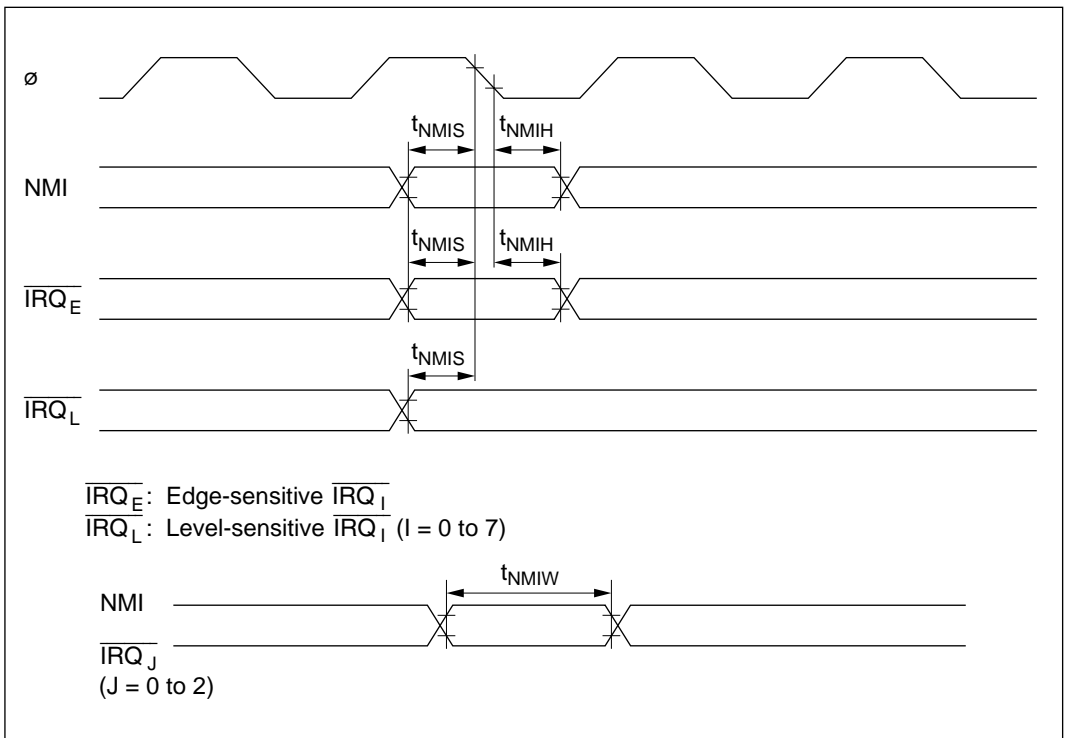 ø
tNMIS tNMIH
NMI
tNMIS tNMIH
IRQE
tNMIS
IRQL
IRQE: Edge-sensitive IRQI
IRQL: Level-sensitive IRQI (I = 0 to 7)
tNMIW
NMI
IRQJ
(J = 0 to 2)